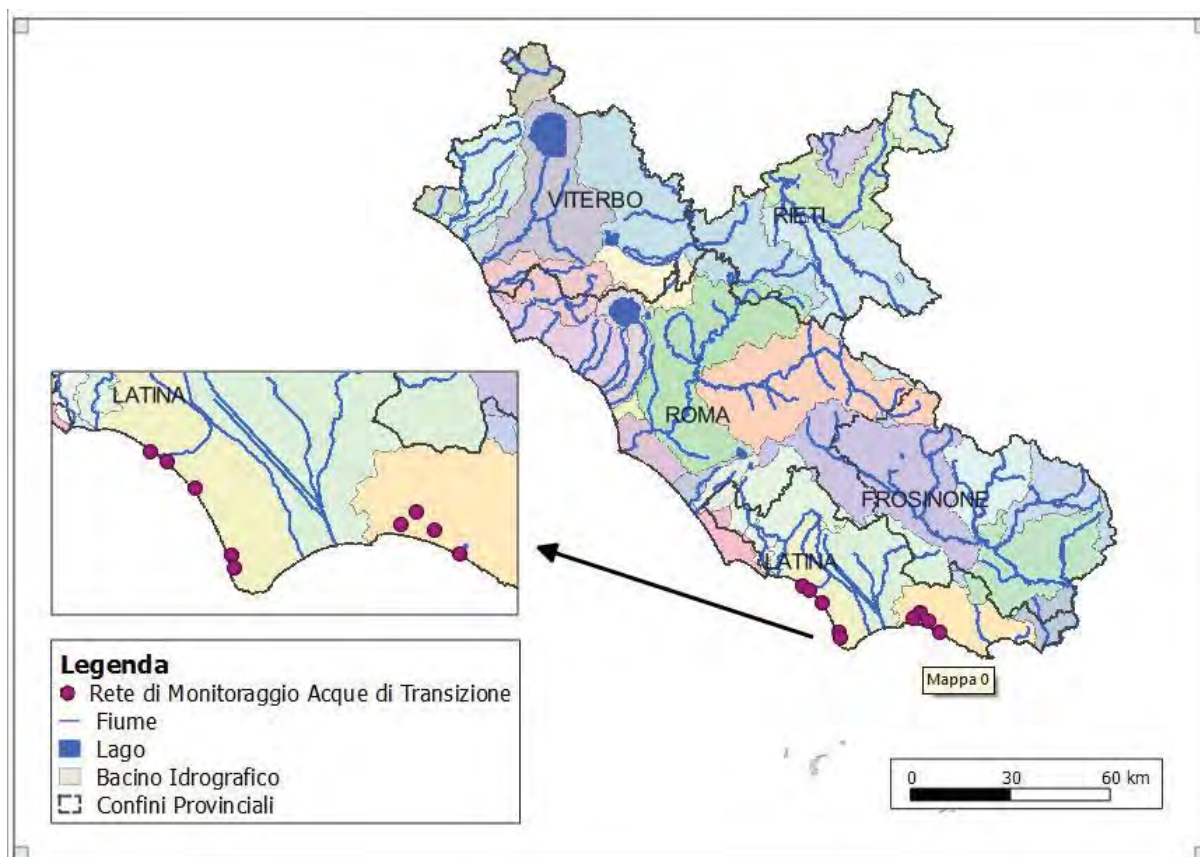 VITERBO
RIETI
ROMA
FROSINONE
LATINA
LATINA
Mappa 0
Legenda
Rete di Monitoraggio Acque di Transizione
Fiume
Lago
Bacino Idrografico
Confini Provinciali
0 30 60 km